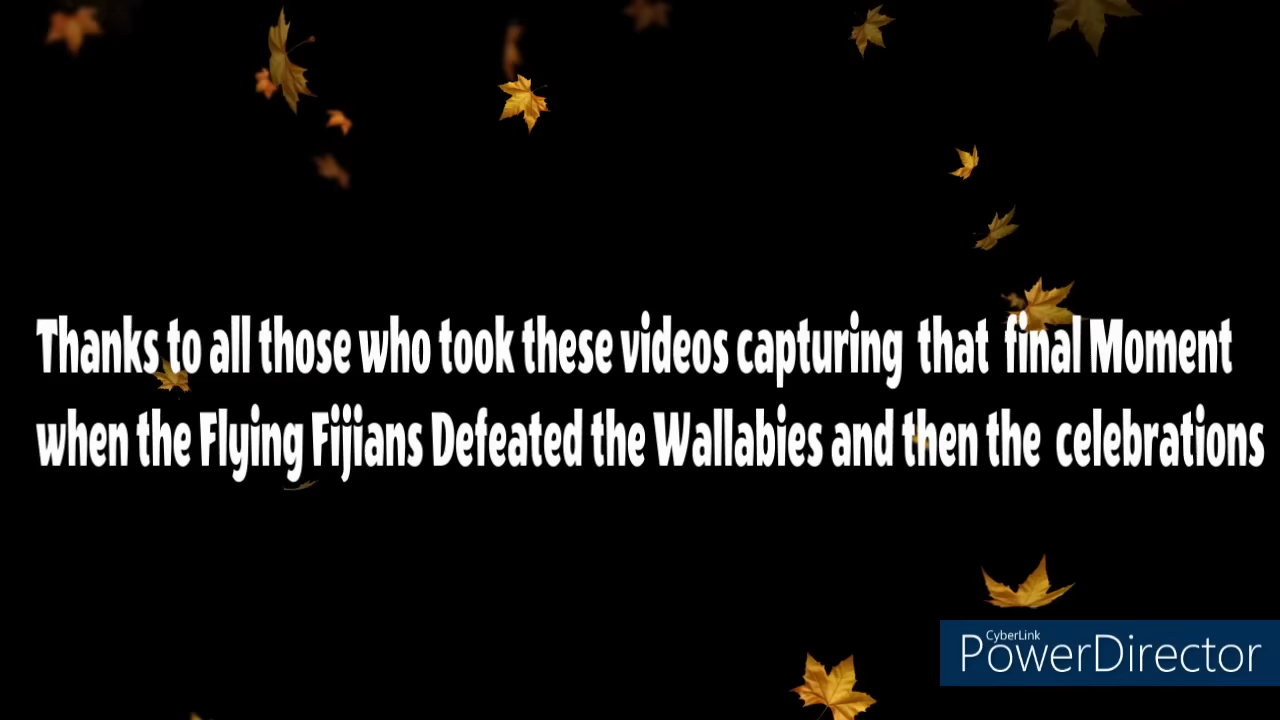 Thanks to all those who took these videos capturing that final Moment
when the Flying Fijians Defeated the Wallabies and then the celebrations
CyberLink
PowerDirector